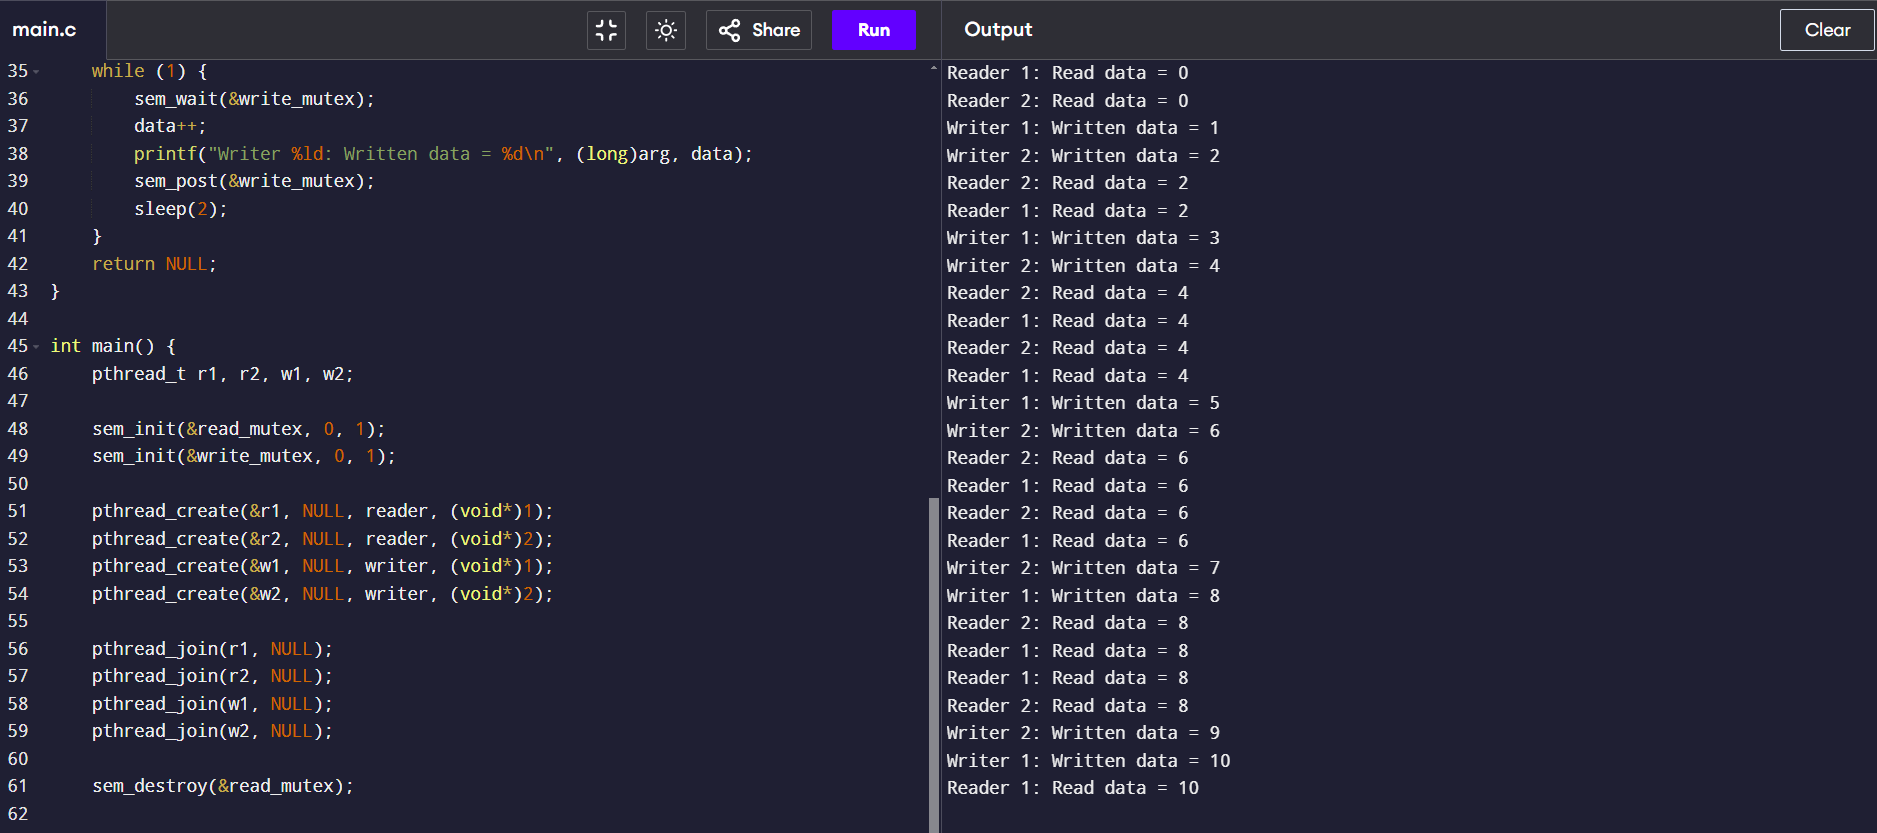 main.c
Share
Run
Output
Clear
35 while (1) {
36 sem_wait(&write_mutex);
37 data++;
38 printf("Writer %ld: Written data = %d\n", (long)arg, data);
39 sem_post(&write_mutex);
40 sleep(2);
41 }
42 return NULL;
43 }
44
45 int main() {
46 pthread_t r1, r2, w1, w2;
47
48 sem_init(&read_mutex, 0, 1);
49 sem_init(&write_mutex, 0, 1);
50
51 pthread_create(&r1, NULL, reader, (void*)1);
52 pthread_create(&r2, NULL, reader, (void*)2);
53 pthread_create(&w1, NULL, writer, (void*)1);
54 pthread_create(&w2, NULL, writer, (void*)2);
55
56 pthread_join(r1, NULL);
57 pthread_join(r2, NULL);
58 pthread_join(w1, NULL);
59 pthread_join(w2, NULL);
60
61 sem_destroy(&read_mutex);
62
Reader 1: Read data = 0
Reader 2: Read data = 0
Writer 1: Written data = 1
Writer 2: Written data = 2
Reader 2: Read data = 2
Reader 1: Read data = 2
Writer 1: Written data = 3
Writer 2: Written data = 4
Reader 2: Read data = 4
Reader 1: Read data = 4
Reader 2: Read data = 4
Reader 1: Read data = 4
Writer 1: Written data = 5
Writer 2: Written data = 6
Reader 2: Read data = 6
Reader 1: Read data = 6
Reader 2: Read data = 6
Reader 1: Read data = 6
Writer 2: Written data = 7
Writer 1: Written data = 8
Reader 2: Read data = 8
Reader 1: Read data = 8
Reader 1: Read data = 8
Reader 2: Read data = 8
Writer 2: Written data = 9
Writer 1: Written data = 10
Reader 1: Read data = 10